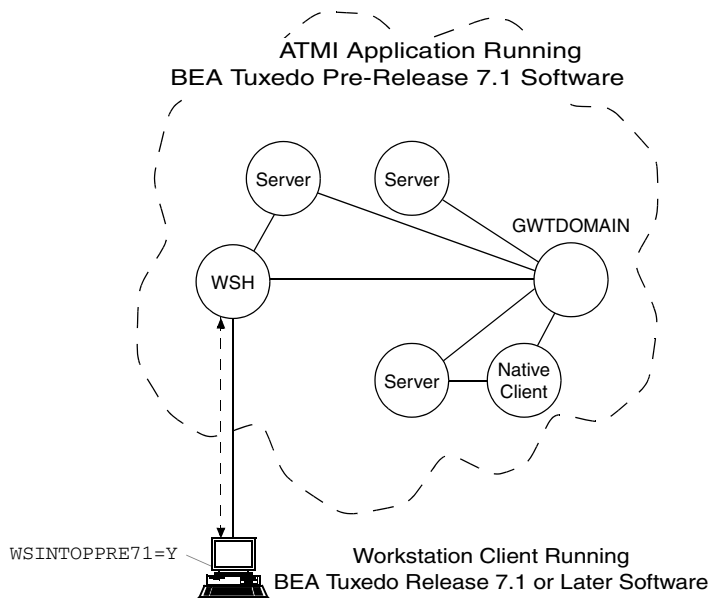 ATMI Application Running
BEA Tuxedo Pre-Release 7.1 Software
Server
Server
GWTDOMAIN
WSH
Server
Native
Client
WSINTOPPRE71=Y
Workstation Client Running
BEA Tuxedo Release 7.1 or Later Software